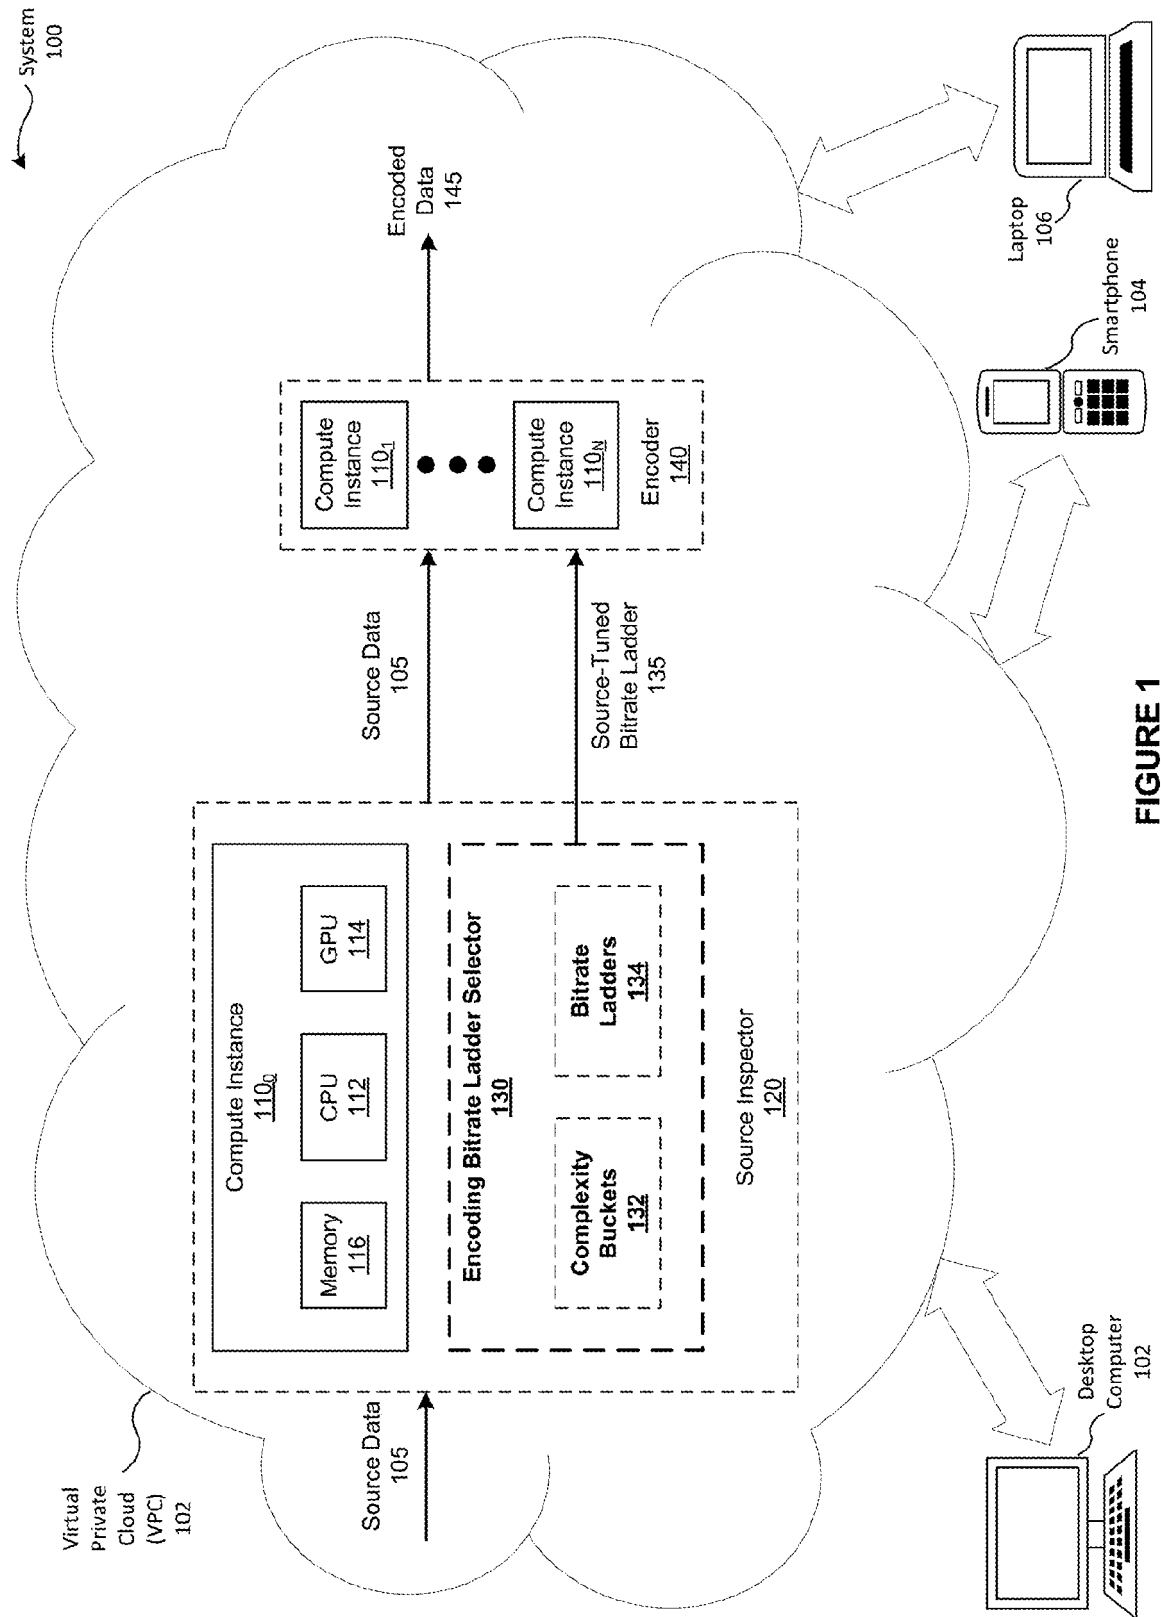 System
100
Virtual
Private
Cloud
(VPC)
102
Source Data
105
Compute Instance
110₀
Memory
116
CPU
112
GPU
114
Encoding Bitrate Ladder Selector
130
Complexity
Buckets
132
Bitrate
Ladders
134
Source Inspector
120
Source Data
105
Source-Tuned
Bitrate Ladder
135
Compute
Instance
110₁
Compute
Instance
110N
Encoder
140
Encoded
Data
145
Desktop
Computer
102
Smartphone
104
Laptop
106
FIGURE 1